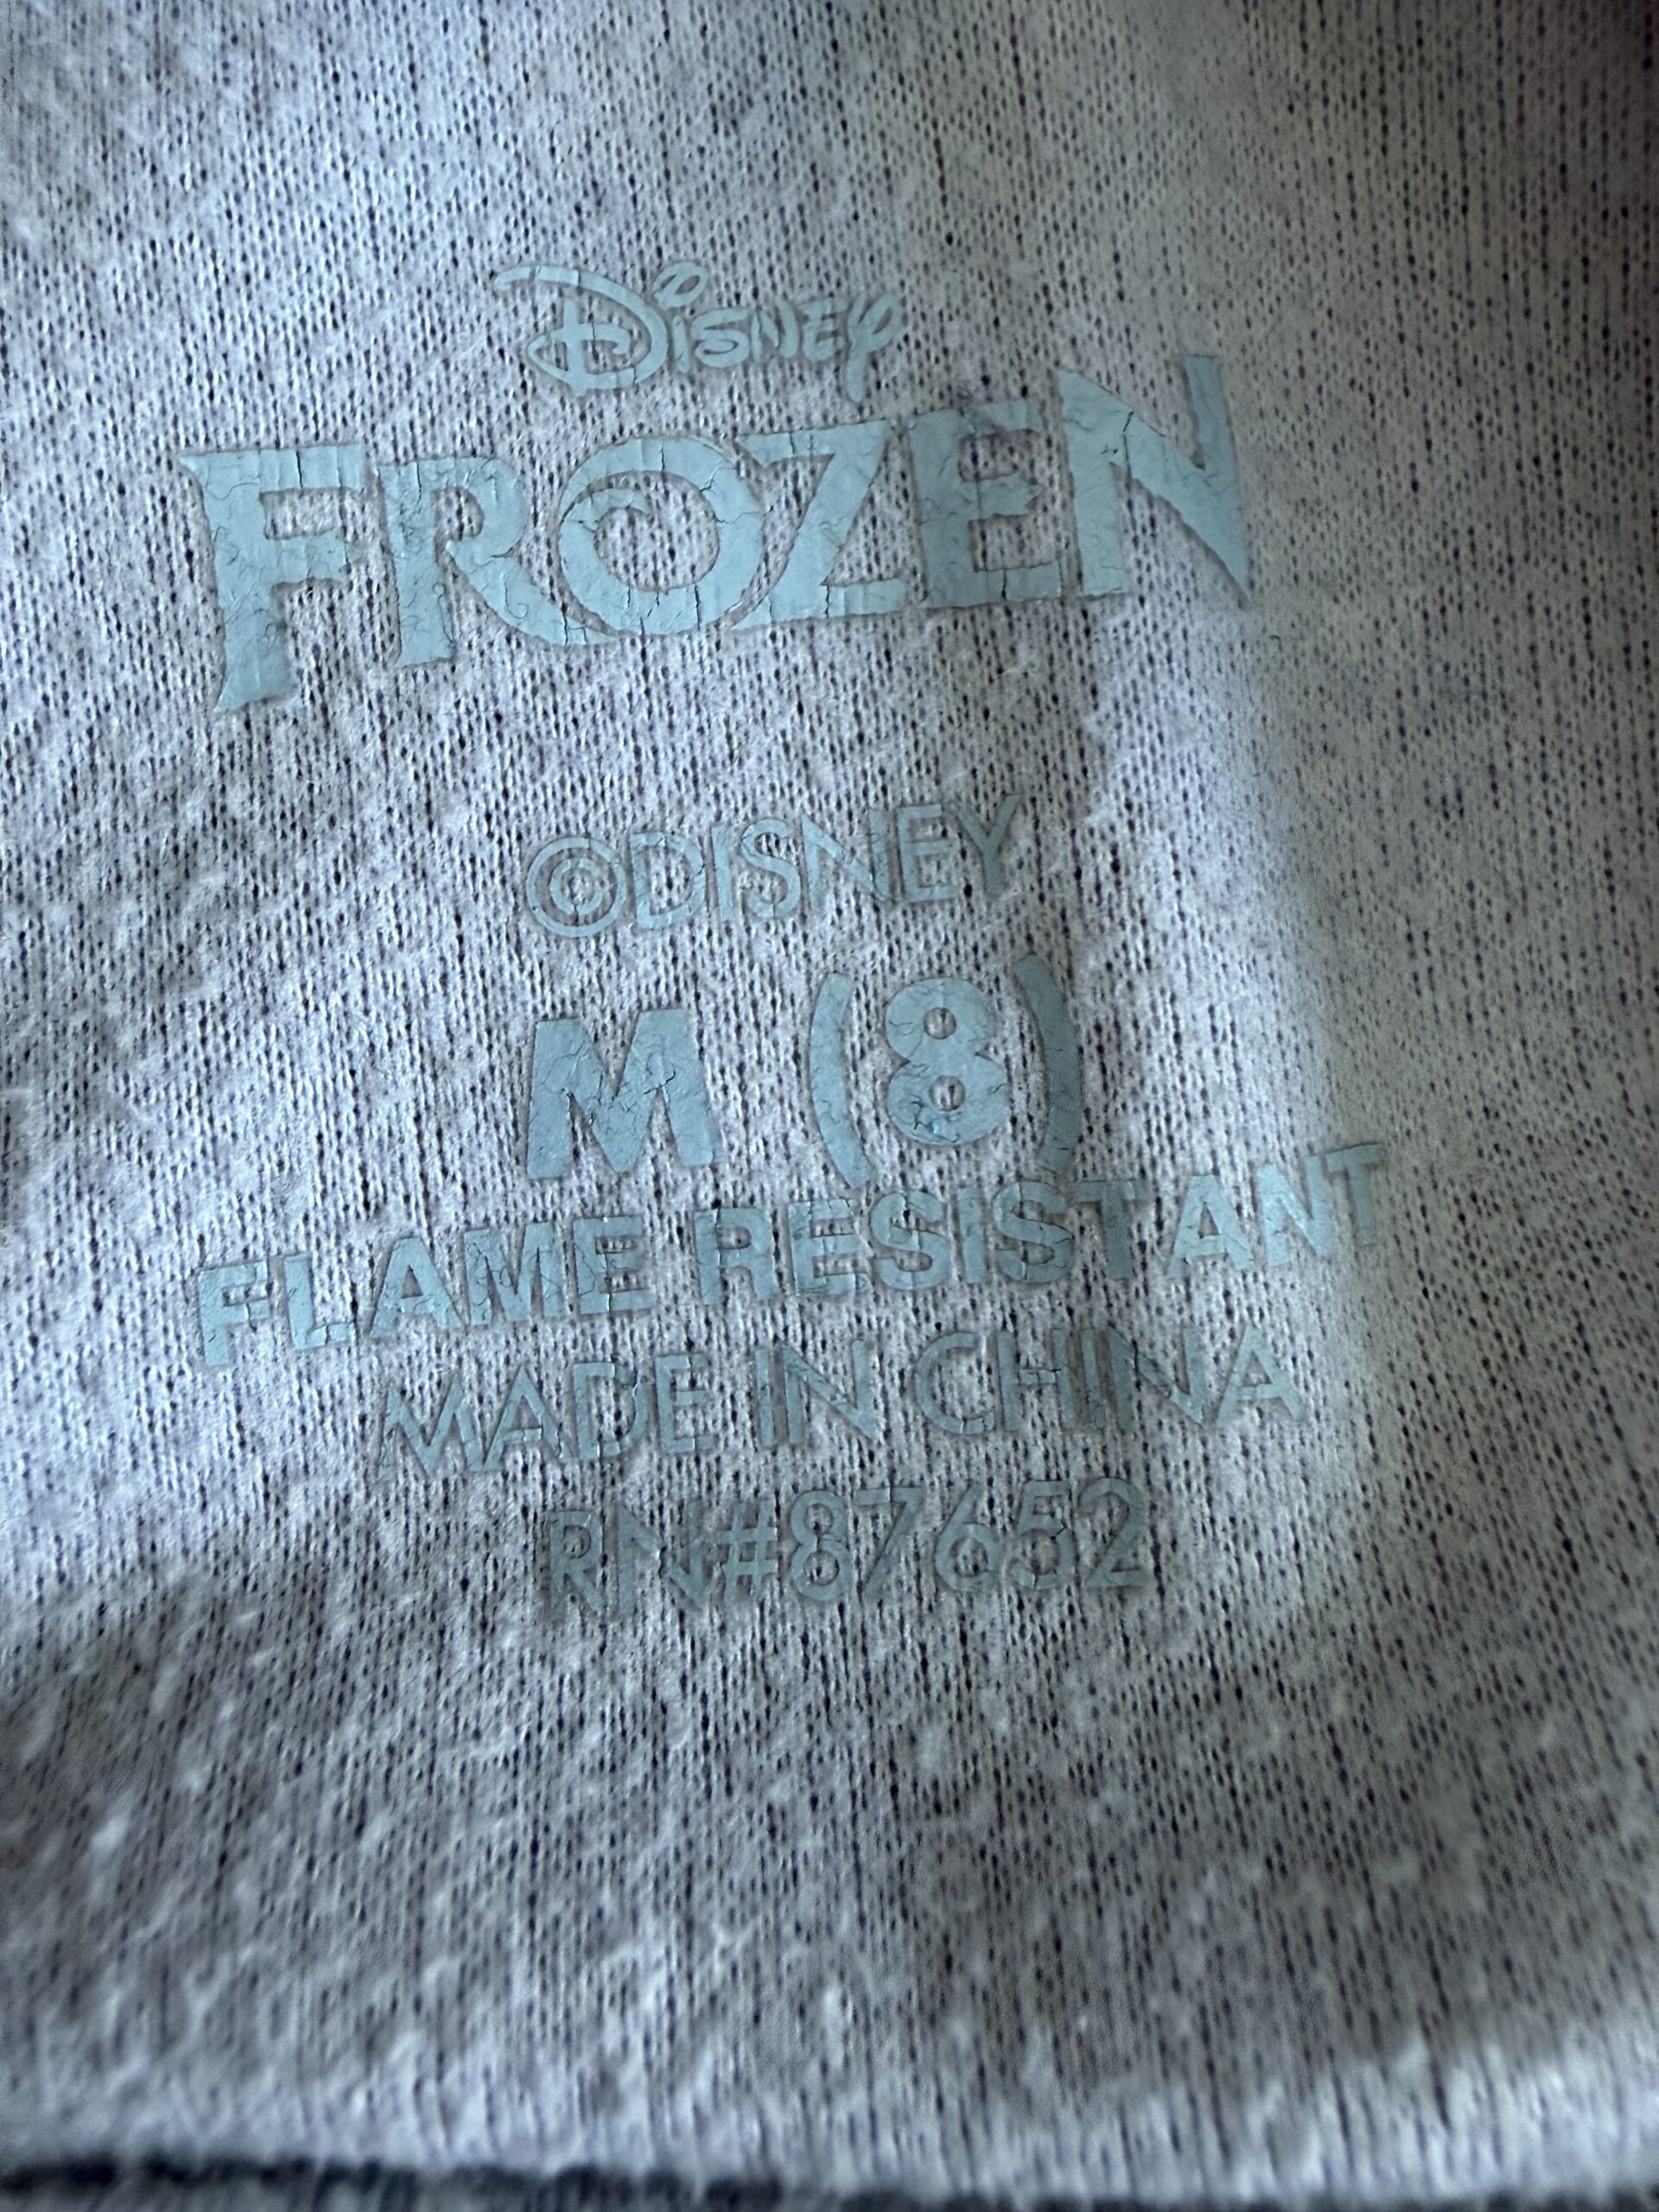 Disney
FROZEN
©DISNEY
M (8)
FLAME RESISTANT
MADE IN CHINA
RN#87652